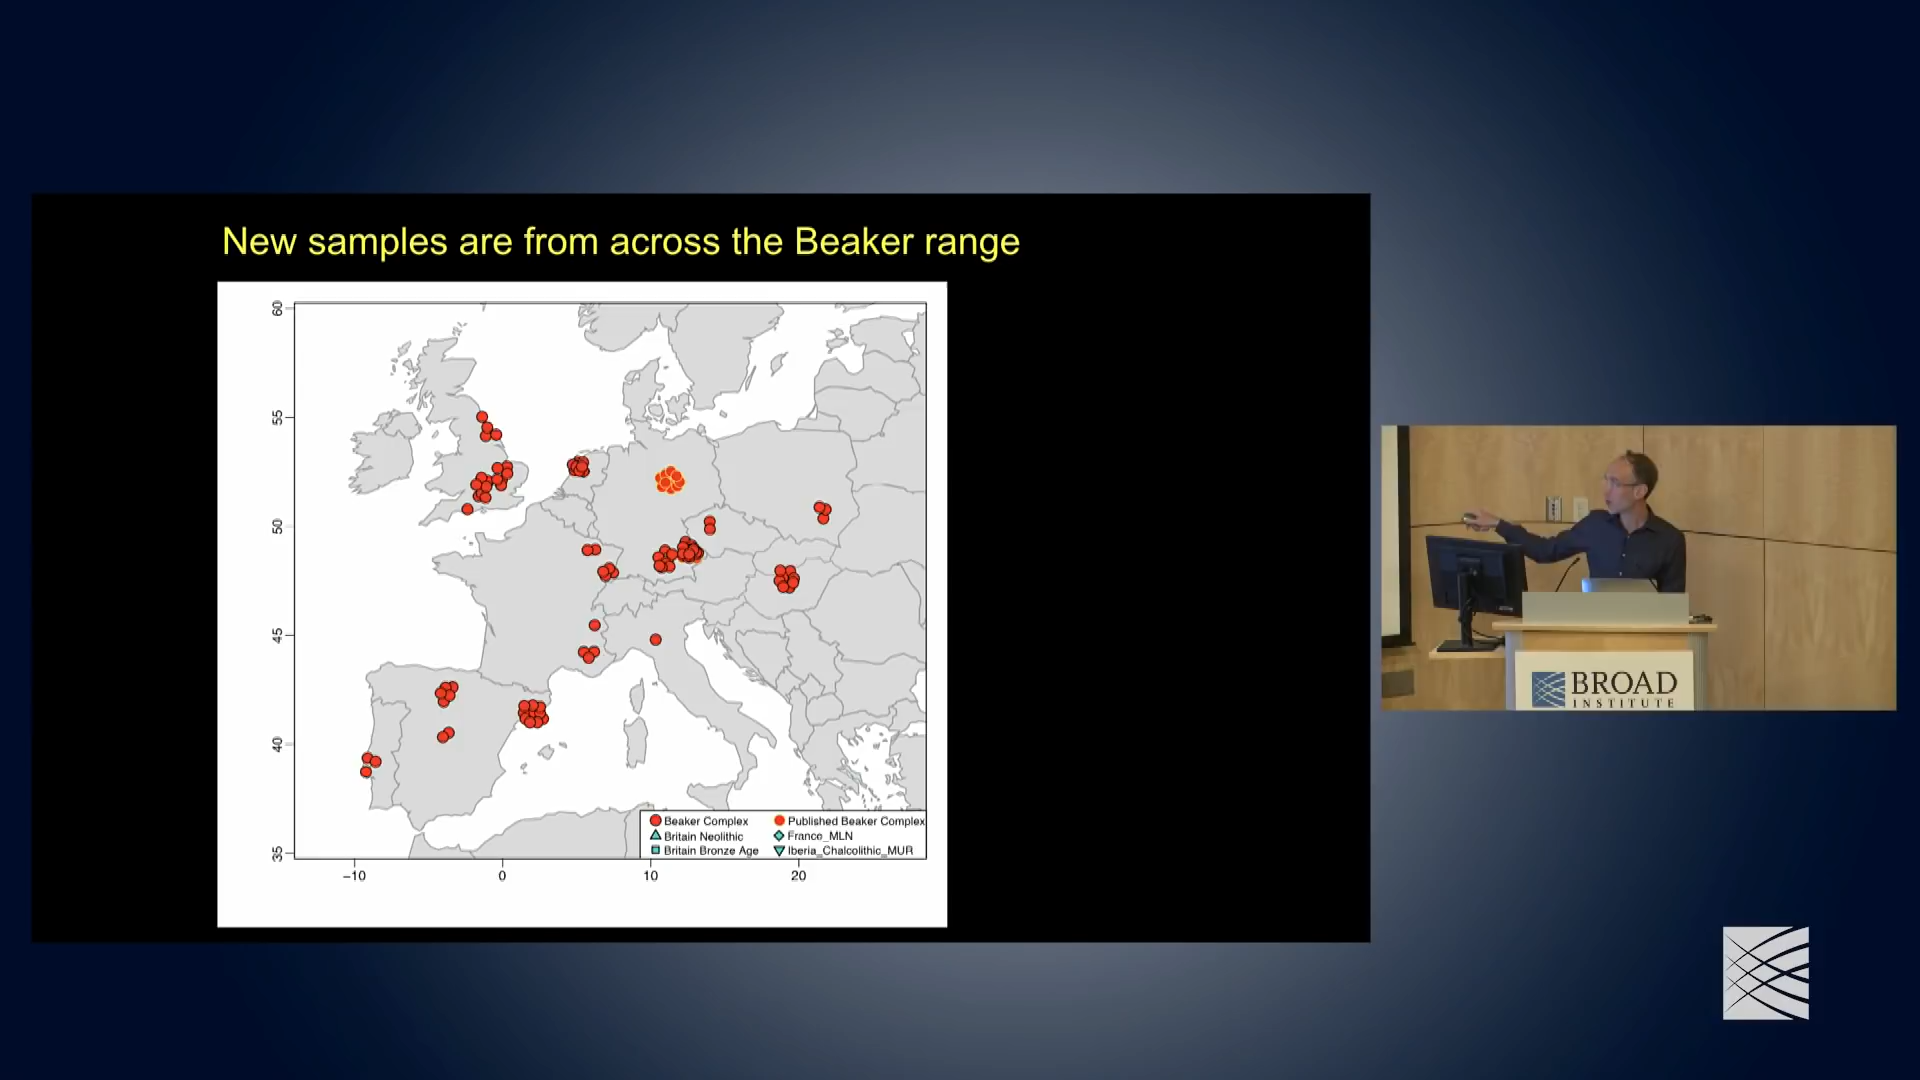 New samples are from across the Beaker range
60
55
50
45
40
35
-10
0
10
20
Beaker Complex
Published Beaker Complex
Britain Neolithic
France_MLN
Britain Bronze Age
Iberia_Chalcolithic_MUR
BROAD
INSTITUTE